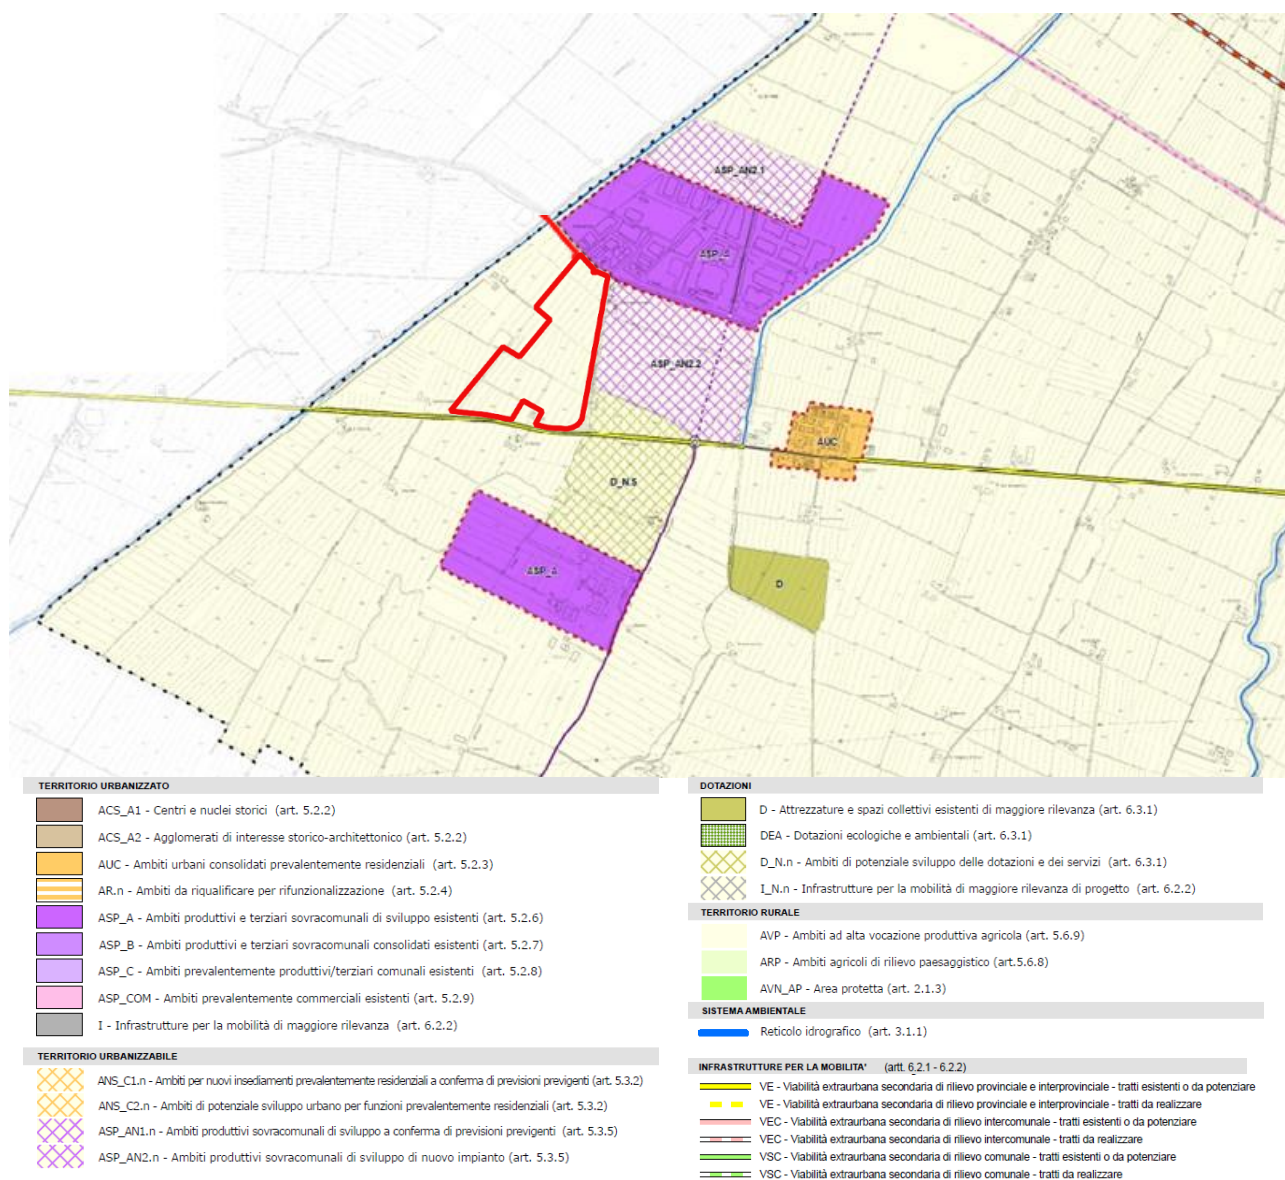 ASP_AN2.1
ASP_A
ASP_AN2.2
AUC
D_N.5
ASP_A
D
TERRITORIO URBANIZZATO
ACS_A1 - Centri e nuclei storici (art. 5.2.2)
ACS_A2 - Agglomerati di interesse storico-architettonico (art. 5.2.2)
AUC - Ambiti urbani consolidati prevalentemente residenziali (art. 5.2.3)
AR.n - Ambiti da riqualificare per rifunzionalizzazione (art. 5.2.4)
ASP_A - Ambiti produttivi e terziari sovracomunali di sviluppo esistenti (art. 5.2.6)
ASP_B - Ambiti produttivi e terziari sovracomunali consolidati esistenti (art. 5.2.7)
ASP_C - Ambiti prevalentemente produttivi/terziari comunali esistenti (art. 5.2.8)
ASP_COM - Ambiti prevalentemente commerciali esistenti (art. 5.2.9)
I - Infrastrutture per la mobilità di maggiore rilevanza (art. 6.2.2)
TERRITORIO URBANIZZABILE
ANS_C1.n - Ambiti per nuovi insediamenti prevalentemente residenziali a conferma di previsioni previgenti (art. 5.3.2)
ANS_C2.n - Ambiti di potenziale sviluppo urbano per funzioni prevalentemente residenziali (art. 5.3.2)
ASP_AN1.n - Ambiti produttivi sovracomunali di sviluppo a conferma di previsioni previgenti (art. 5.3.5)
ASP_AN2.n - Ambiti produttivi sovracomunali di sviluppo di nuovo impianto (art. 5.3.5)
DOTAZIONI
D - Attrezzature e spazi collettivi esistenti di maggiore rilevanza (art. 6.3.1)
DEA - Dotazioni ecologiche e ambientali (art. 6.3.1)
D_N.n - Ambiti di potenziale sviluppo delle dotazioni e dei servizi (art. 6.3.1)
I_N.n - Infrastrutture per la mobilità di maggiore rilevanza di progetto (art. 6.2.2)
TERRITORIO RURALE
AVP - Ambiti ad alta vocazione produttiva agricola (art. 5.6.9)
ARP - Ambiti agricoli di rilievo paesaggistico (art.5.6.8)
AVN_AP - Area protetta (art. 2.1.3)
SISTEMA AMBIENTALE
Reticolo idrografico (art. 3.1.1)
INFRASTRUTTURE PER LA MOBILITA' (artt. 6.2.1 - 6.2.2)
VE - Viabilità extraurbana secondaria di rilievo provinciale e interprovinciale - tratti esistenti o da potenziare
VE - Viabilità extraurbana secondaria di rilievo provinciale e interprovinciale - tratti da realizzare
VEC - Viabilità extraurbana secondaria di rilievo intercomunale - tratti esistenti o da potenziare
VEC - Viabilità extraurbana secondaria di rilievo intercomunale - tratti da realizzare
VSC - Viabilità extraurbana secondaria di rilievo comunale - tratti esistenti o da potenziare
VSC - Viabilità extraurbana secondaria di rilievo comunale - tratti da realizzare